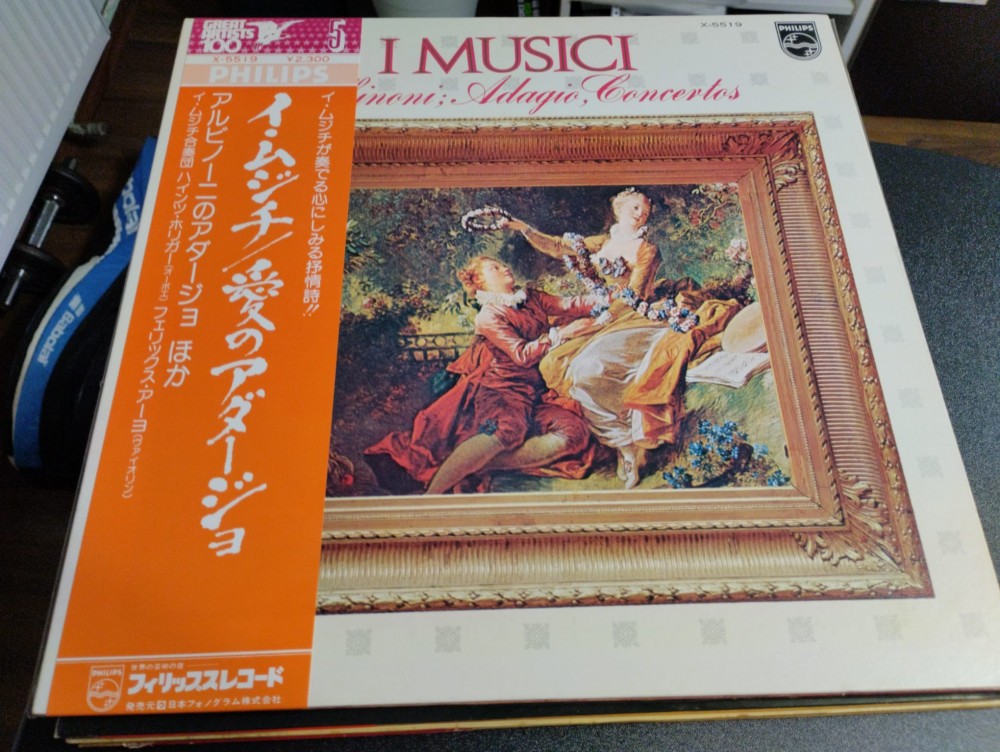 GREAT ARTISTS 100
5
X-5519 ¥2,300
PHILIPS
イ・ムジチが奏でる心にしみる抒情詩!!
イ・ムジチ/愛のアダージョ
アルビノーニのアダージョ ほか
イ・ムジチ合奏団 ハインツ・ホリガー(オーボエ) フェリックス・アーヨ(ヴァイオリン)
PHILIPS
世界の芸術の窓
フィリップスレコード
発売元 日本フォノグラム株式会社
X-5519
PHILIPS
I MUSICI
inoni; Adagio, Concertos
Babolat